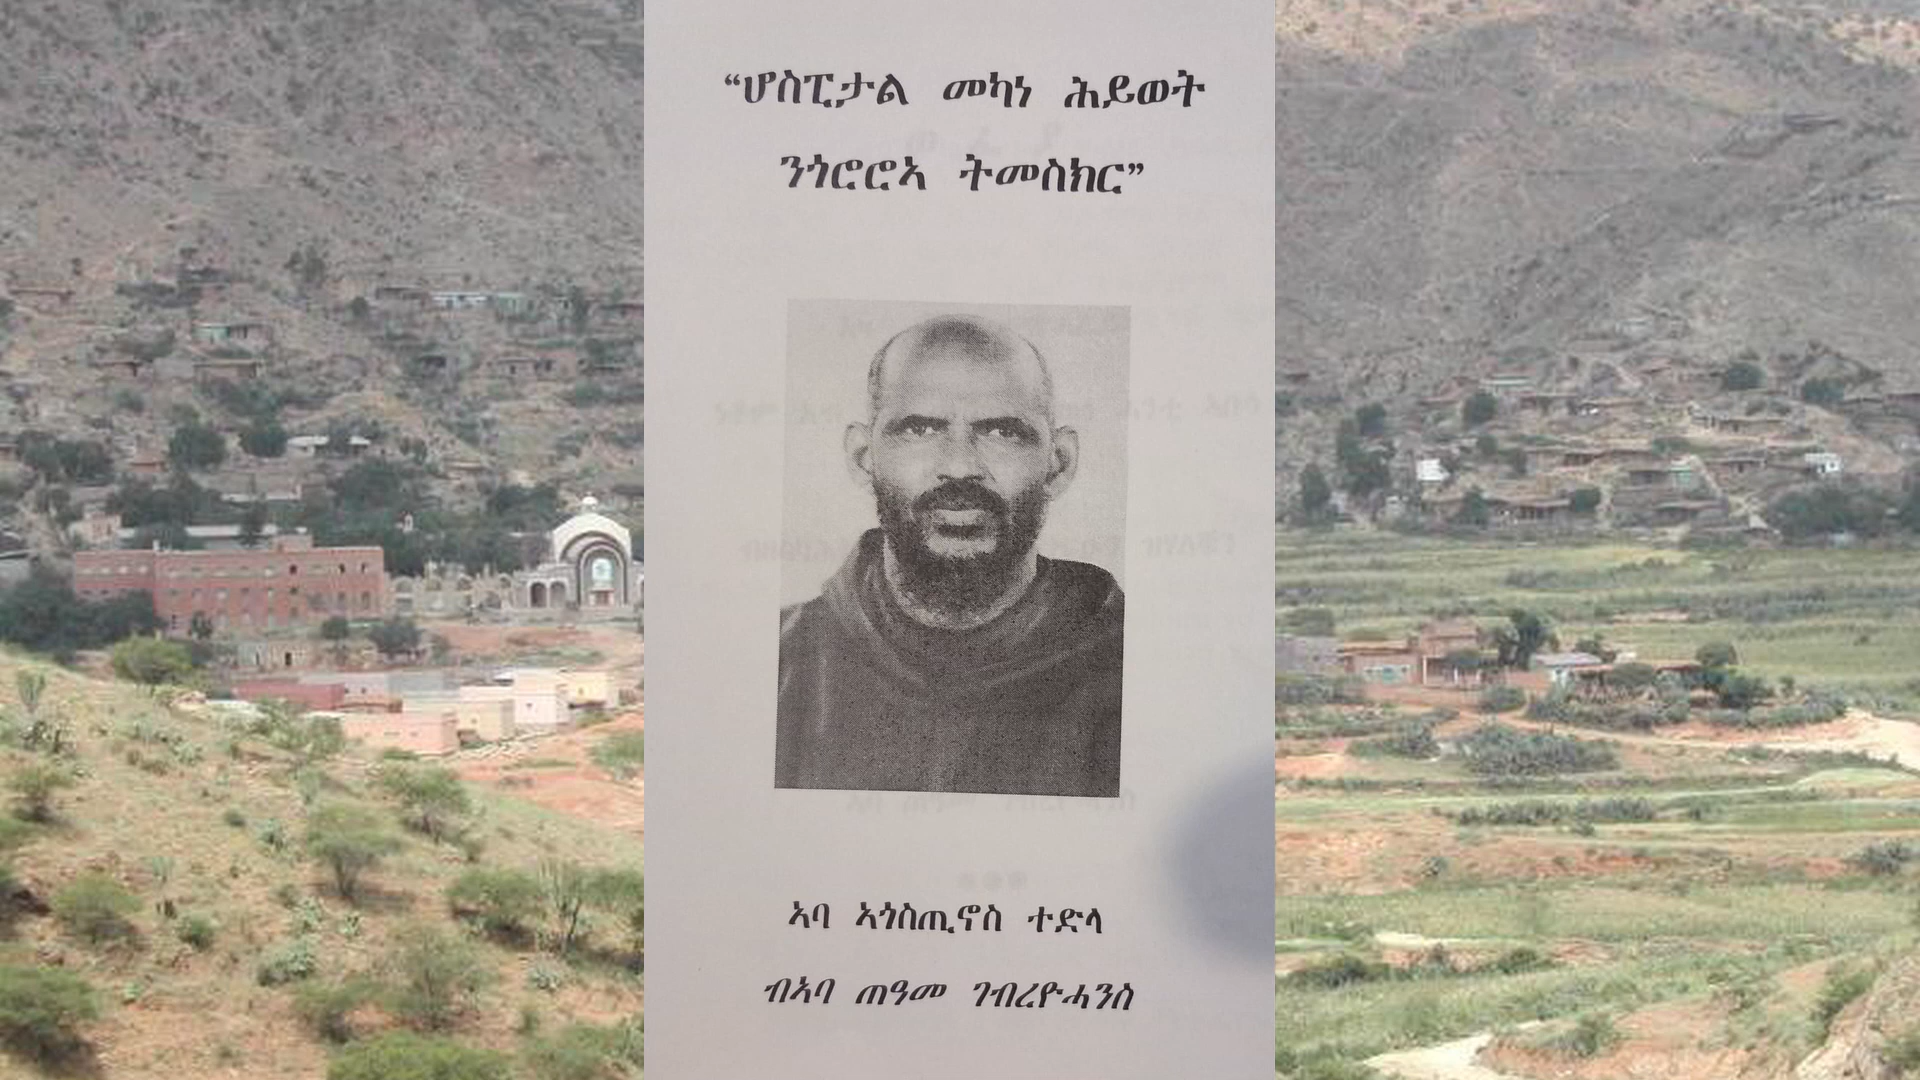 “ሆስፒታል መካነ ሕይወት
ንጎሮሮኣ ትመስክር”
ኣባ ኣጎስጢኖስ ተድላ
ብኣባ ጠዓመ ገብረዮሓንስ